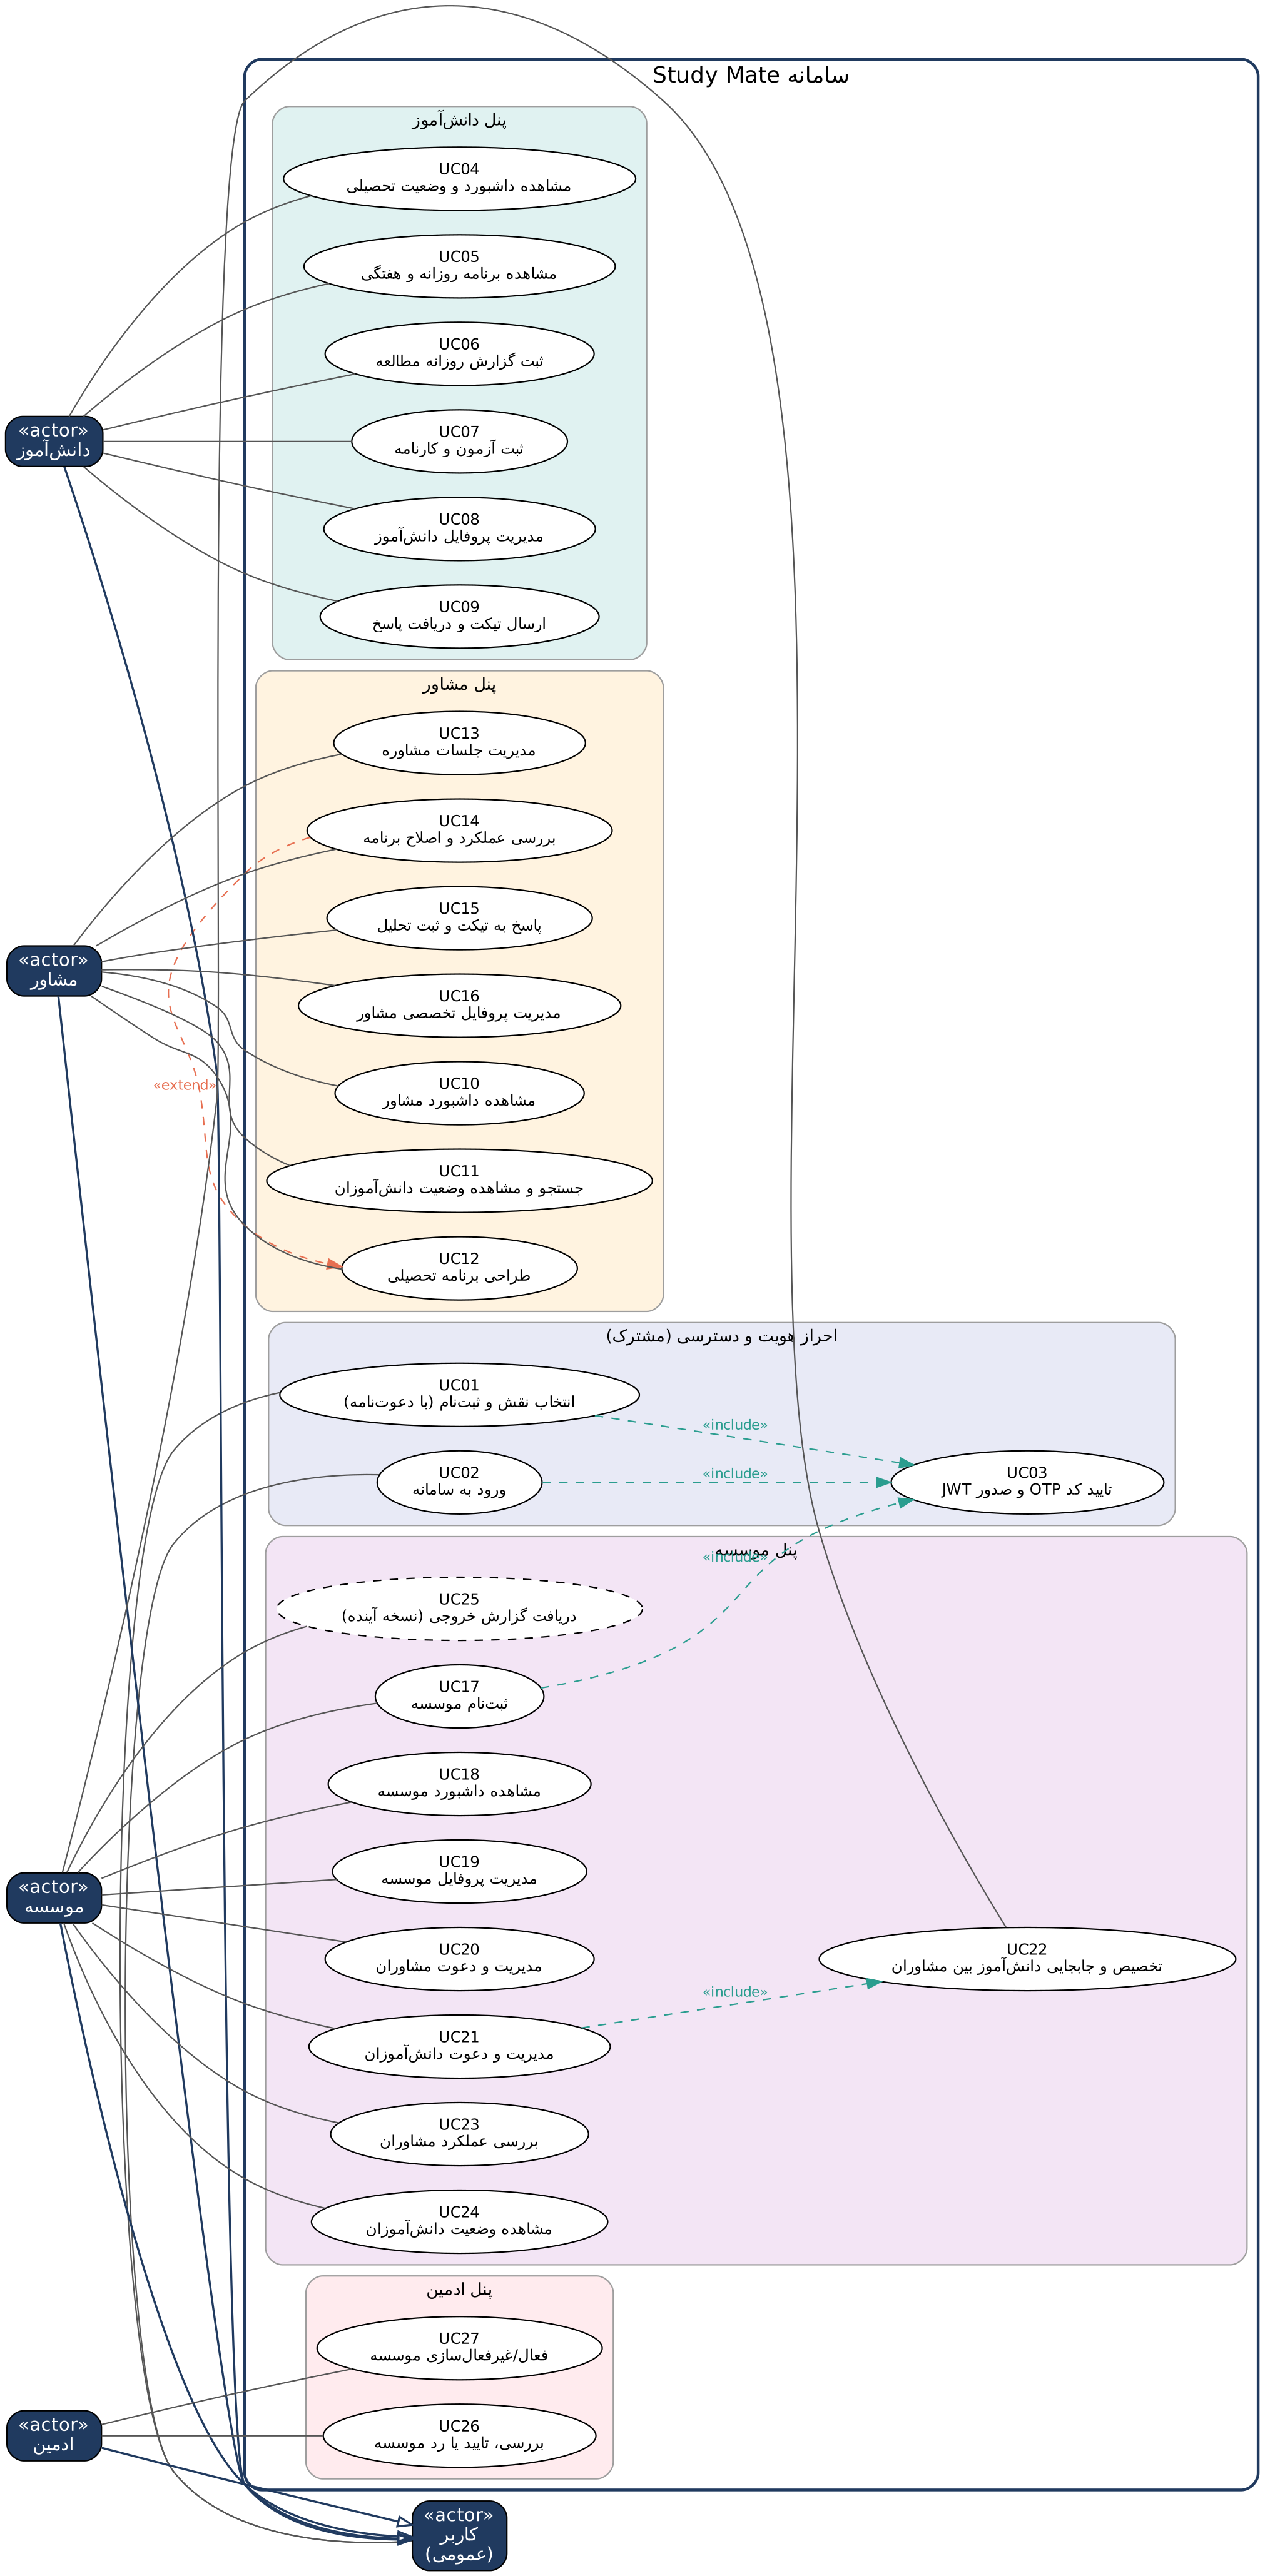 سامانه Study Mate
پنل دانش‌آموز
UC04
مشاهده داشبورد و وضعیت تحصیلی
UC05
مشاهده برنامه روزانه و هفتگی
UC06
ثبت گزارش روزانه مطالعه
«actor»
دانش‌آموز
UC07
ثبت آزمون و کارنامه
UC08
مدیریت پروفایل دانش‌آموز
UC09
ارسال تیکت و دریافت پاسخ
پنل مشاور
UC13
مدیریت جلسات مشاوره
UC14
بررسی عملکرد و اصلاح برنامه
UC15
پاسخ به تیکت و ثبت تحلیل
«actor»
مشاور
UC16
مدیریت پروفایل تخصصی مشاور
«extend»
UC10
مشاهده داشبورد مشاور
UC11
جستجو و مشاهده وضعیت دانش‌آموزان
UC12
طراحی برنامه تحصیلی
احراز هویت و دسترسی (مشترک)
UC01
انتخاب نقش و ثبت‌نام (با دعوت‌نامه)
«include»
UC02
ورود به سامانه
«include»
UC03
تایید کد OTP و صدور JWT
پنل موسسه
«include»
UC25
دریافت گزارش خروجی (نسخه آینده)
UC17
ثبت‌نام موسسه
UC18
مشاهده داشبورد موسسه
UC19
مدیریت پروفایل موسسه
«actor»
موسسه
UC20
مدیریت و دعوت مشاوران
UC22
تخصیص و جابجایی دانش‌آموز بین مشاوران
«include»
UC21
مدیریت و دعوت دانش‌آموزان
UC23
بررسی عملکرد مشاوران
UC24
مشاهده وضعیت دانش‌آموزان
پنل ادمین
UC27
فعال/غیرفعال‌سازی موسسه
«actor»
ادمین
UC26
بررسی، تایید یا رد موسسه
«actor»
کاربر
(عمومی)